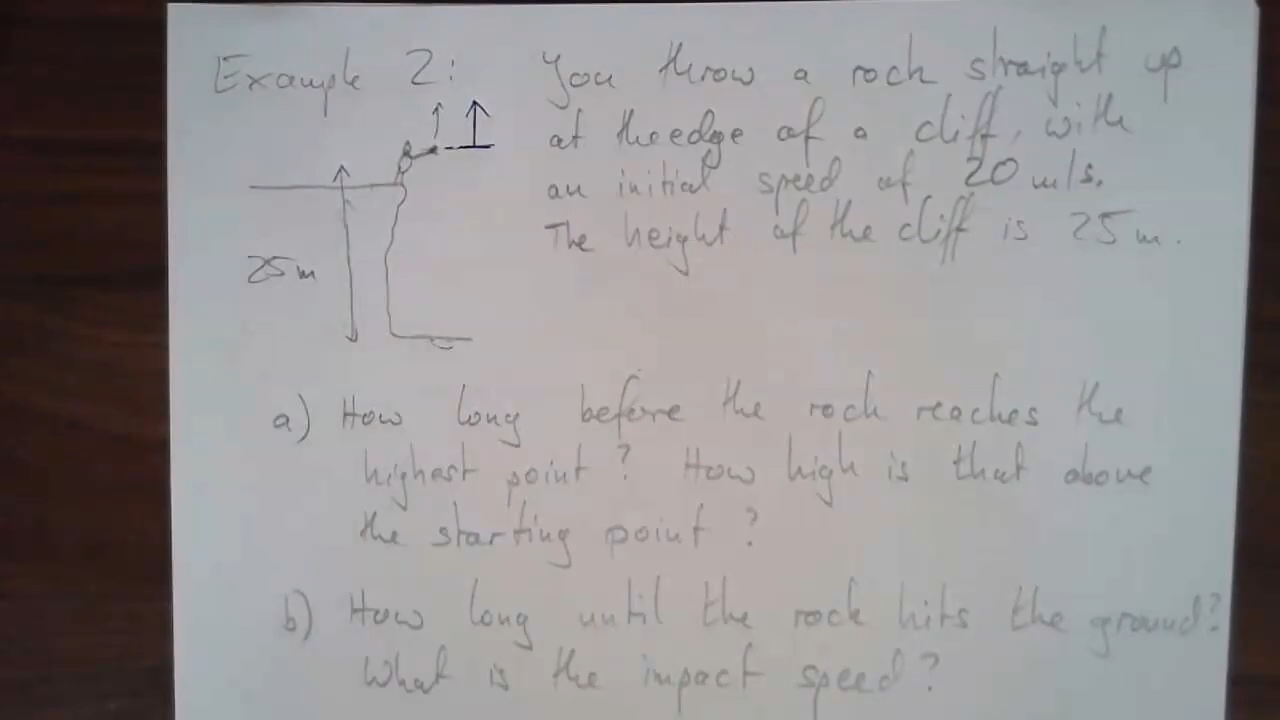 Example 2: You throw a rock straight up
at the edge of a cliff, with
an initial speed of 20 m/s.
The height of the cliff is 25 m.
25 m
a) How long before the rock reaches the
highest point? How high is that above
the starting point?
b) How long until the rock hits the ground?
What is the impact speed?